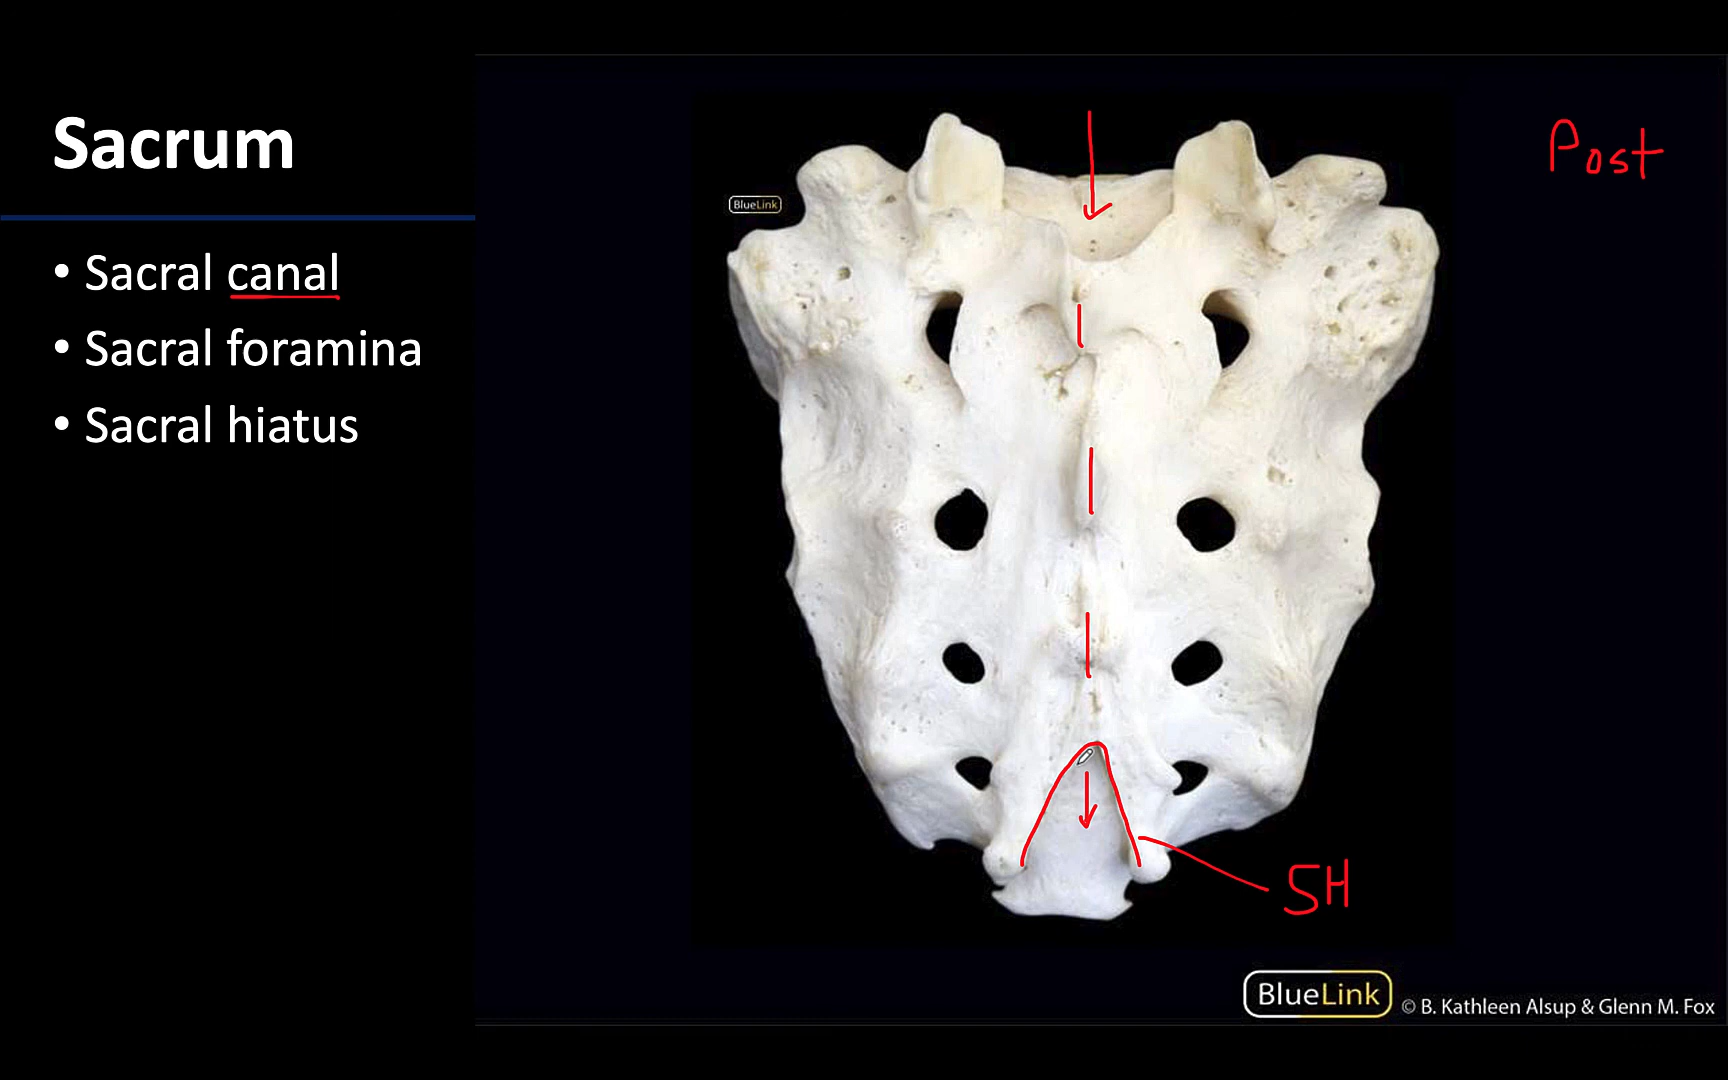 Sacrum
• Sacral canal
• Sacral foramina
• Sacral hiatus
BlueLink
Post
SH
BlueLink
© B. Kathleen Alsup & Glenn M. Fox